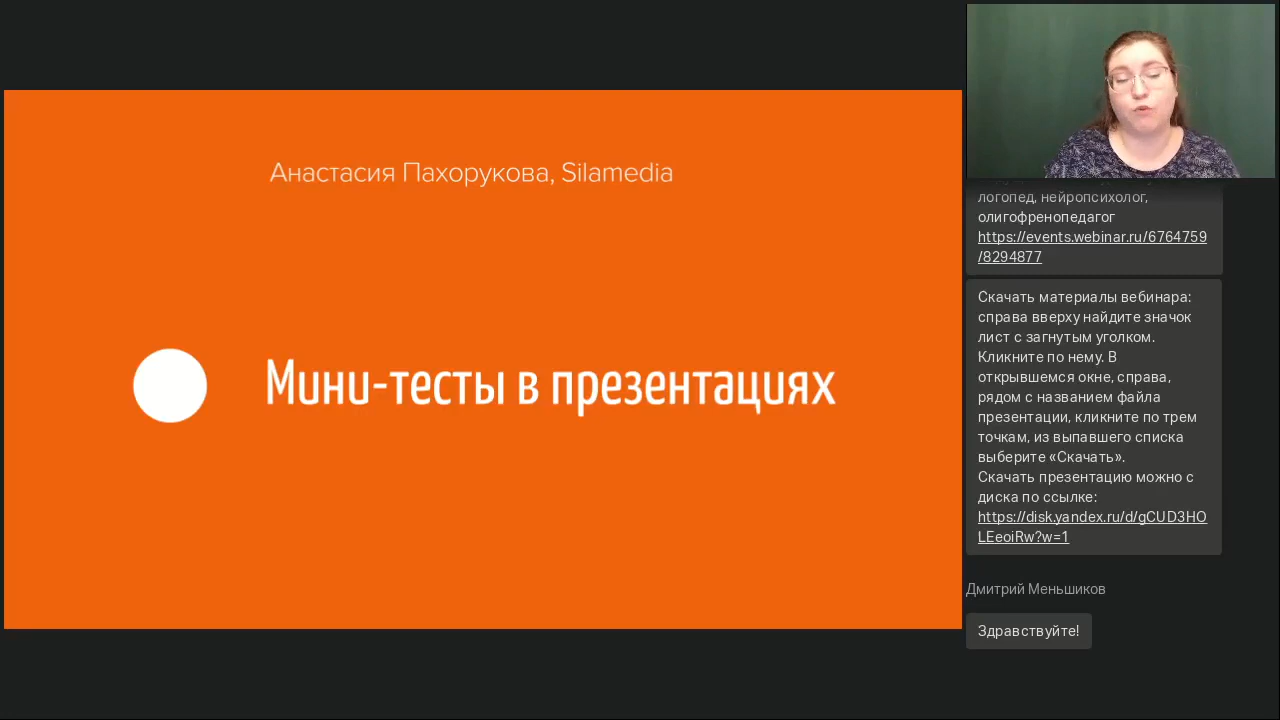 Анастасия Пахорукова, Silamedia
Мини-тесты в презентациях
логопед, нейропсихолог,
олигофренопедагог
https://events.webinar.ru/6764759
/8294877
Скачать материалы вебинара:
справа вверху найдите значок
лист с загнутым уголком.
Кликните по нему. В
открывшемся окне, справа,
рядом с названием файла
презентации, кликните по трем
точкам, из выпавшего списка
выберите «Скачать».
Скачать презентацию можно с
диска по ссылке:
https://disk.yandex.ru/d/gCUD3HO
LEeoiRw?w=1
Дмитрий Меньшиков
Здравствуйте!